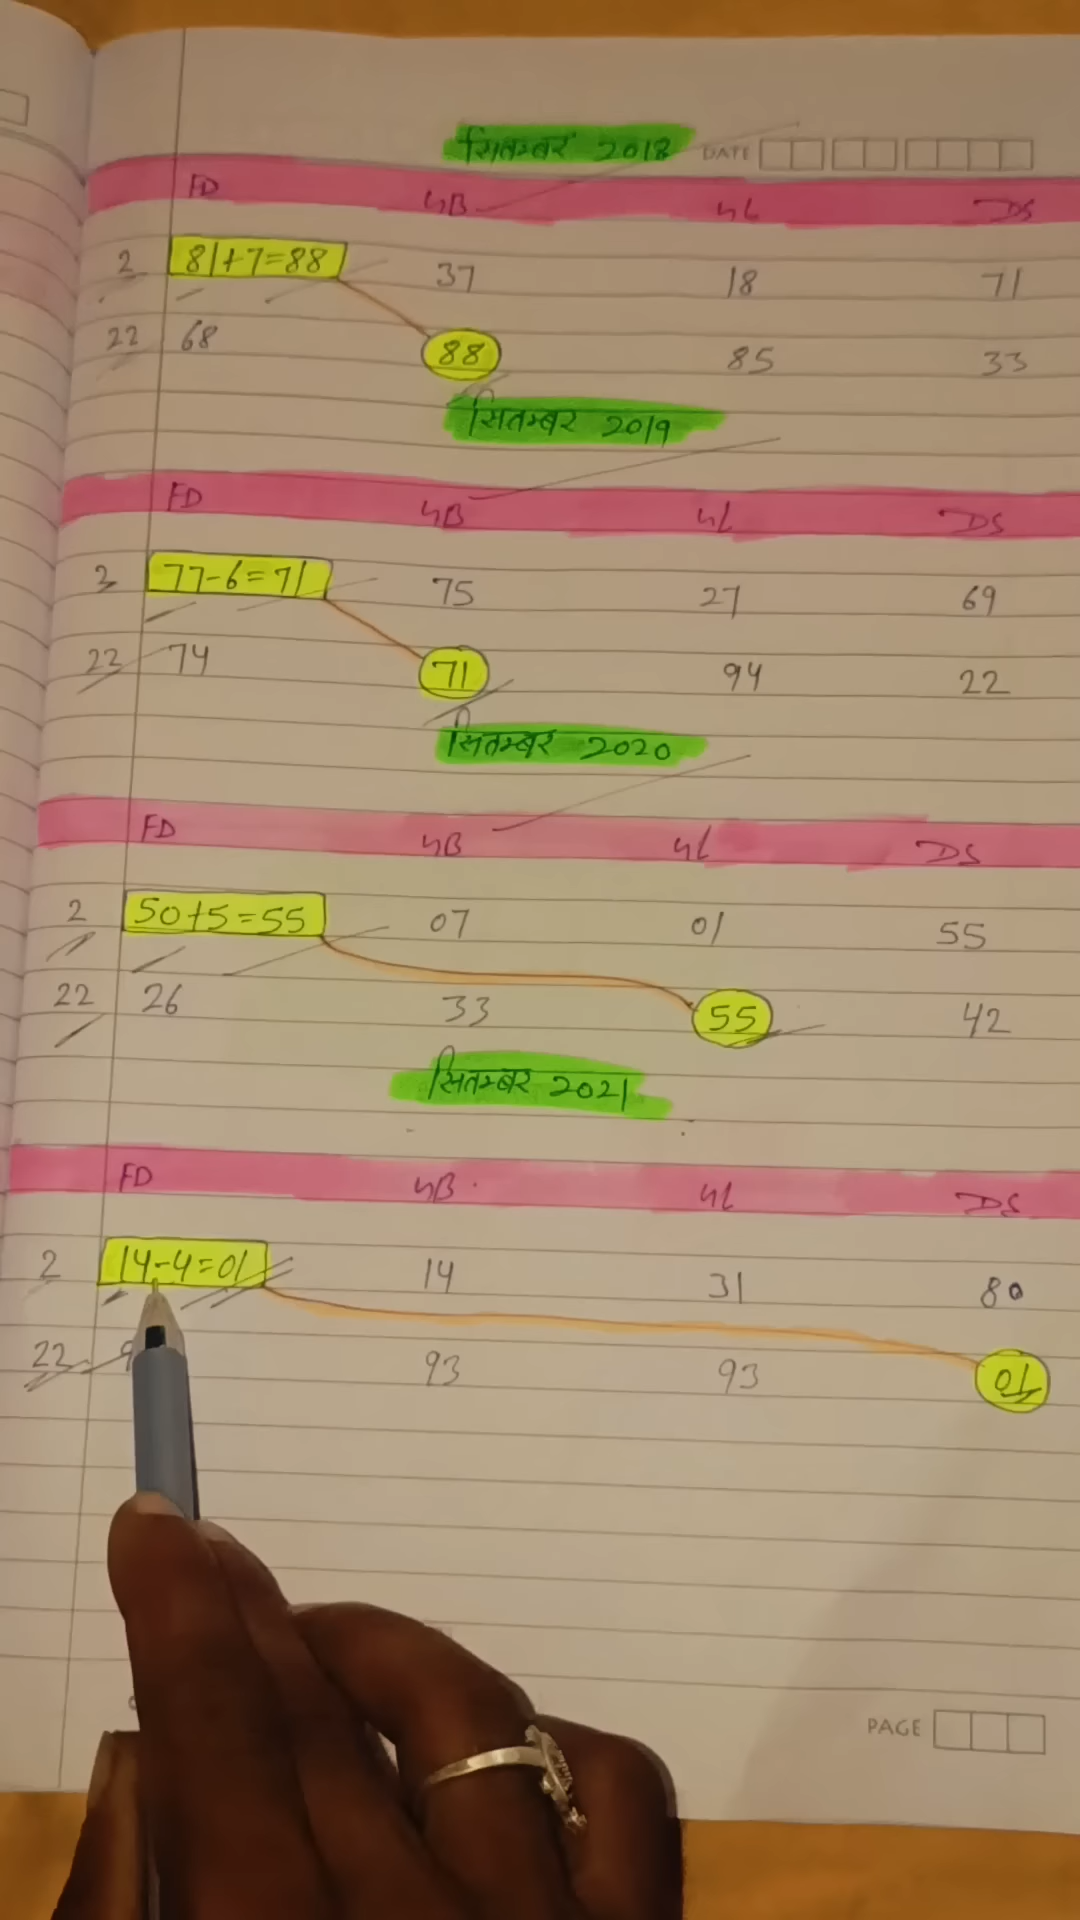 सितम्बर 2018 DATE
FD GB GL DS
2 81+7=88 37 18 71
22 68 88 85 33
सितम्बर 2019
FD GB GL DS
2 77-6=71 75 27 69
22 74 71 94 22
सितम्बर 2020
FD GB GL DS
2 50+5=55 07 01 55
22 26 33 55 42
सितम्बर 2021
FD GB GL DS
2 14-4=01 14 31 80
22 93 93 01
PAGE